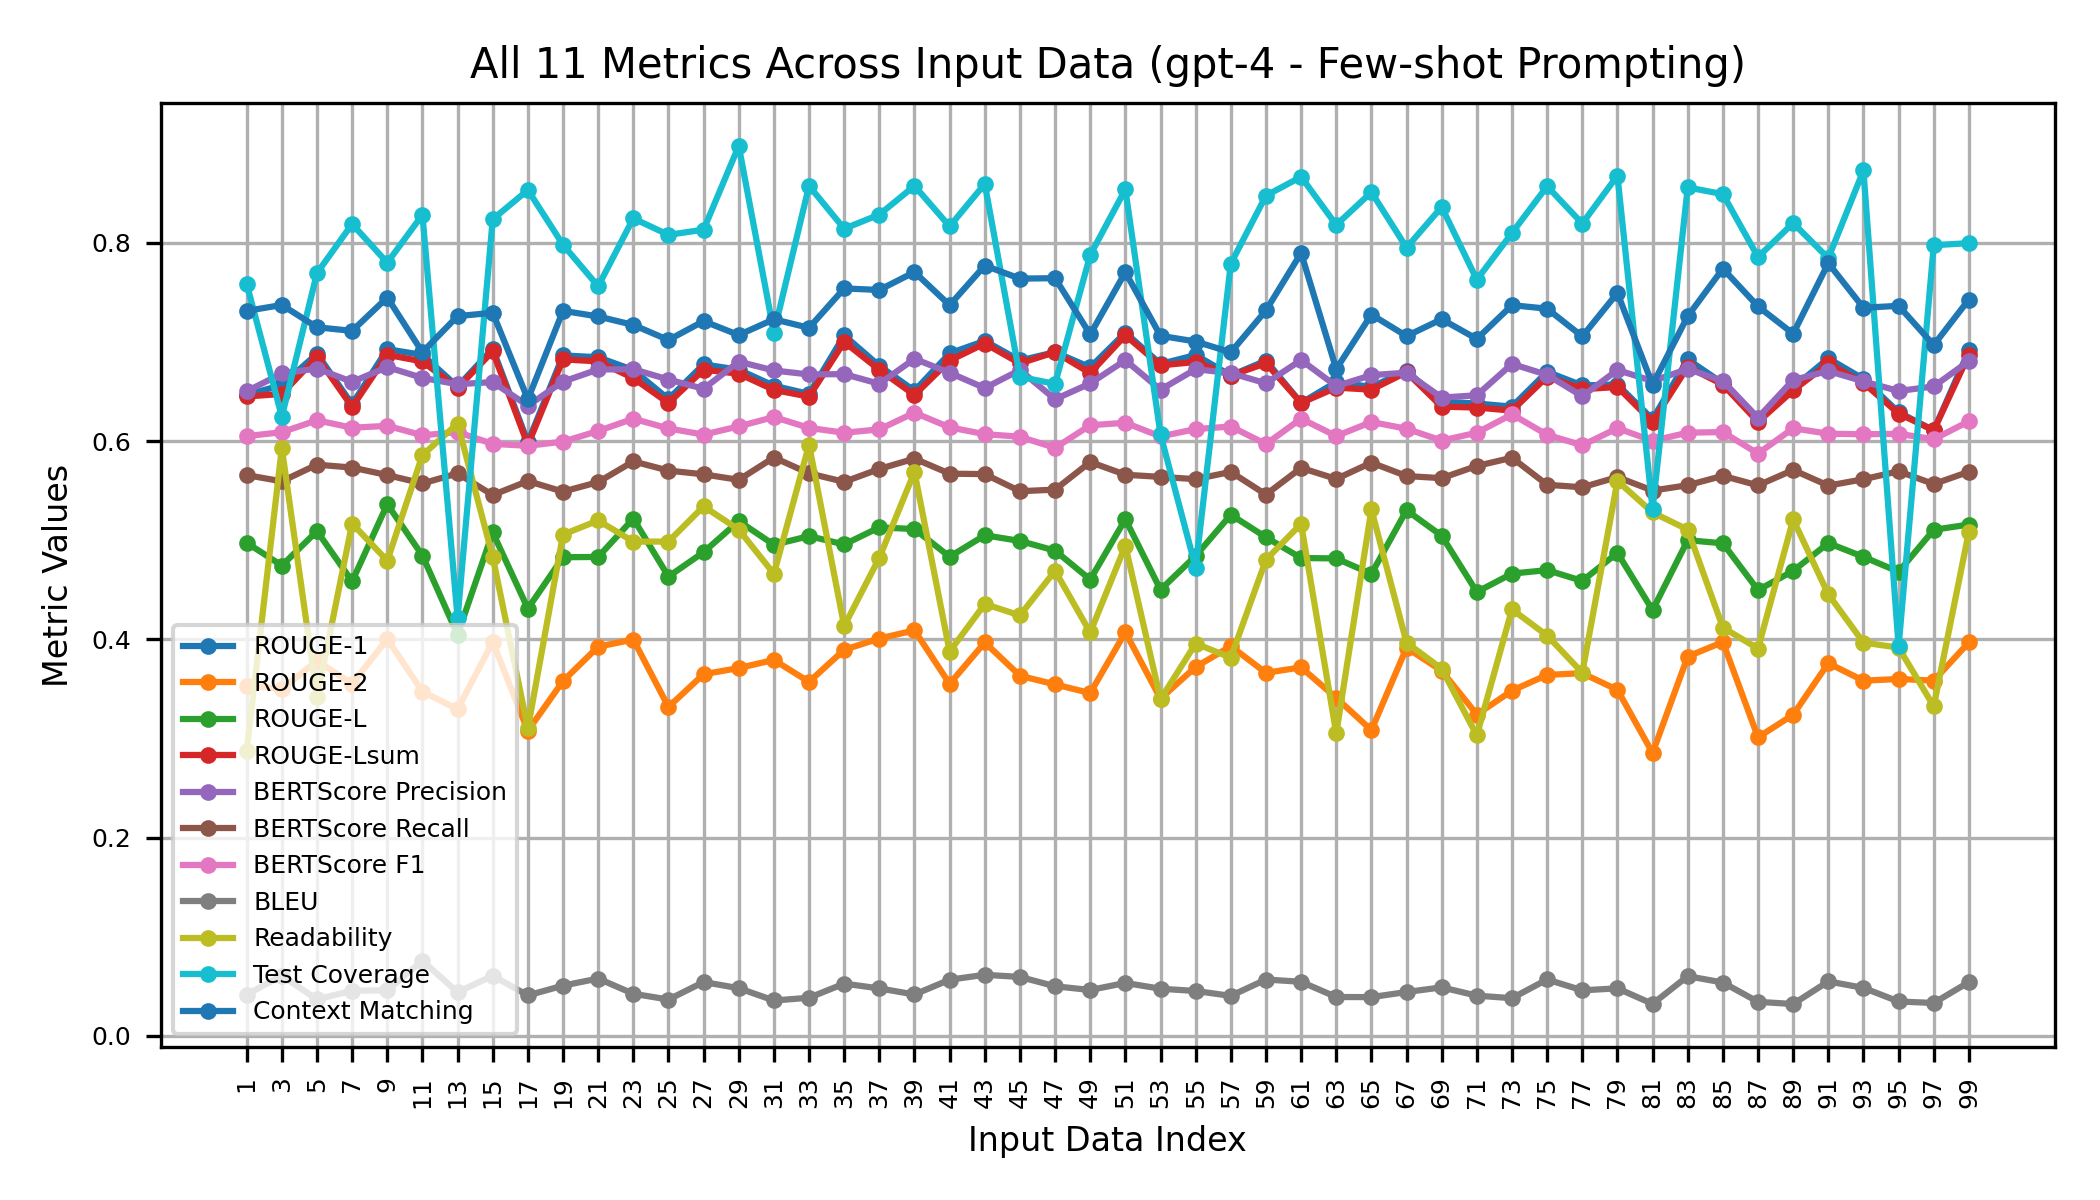 All 11 Metrics Across Input Data (gpt-4 - Few-shot Prompting)
Metric Values
0.8
0.6
0.4
0.2
0.0
ROUGE-1
ROUGE-2
ROUGE-L
ROUGE-Lsum
BERTScore Precision
BERTScore Recall
BERTScore F1
BLEU
Readability
Test Coverage
Context Matching
1 3 5 7 9 11 13 15 17 19 21 23 25 27 29 31 33 35 37 39 41 43 45 47 49 51 53 55 57 59 61 63 65 67 69 71 73 75 77 79 81 83 85 87 89 91 93 95 97 99
Input Data Index